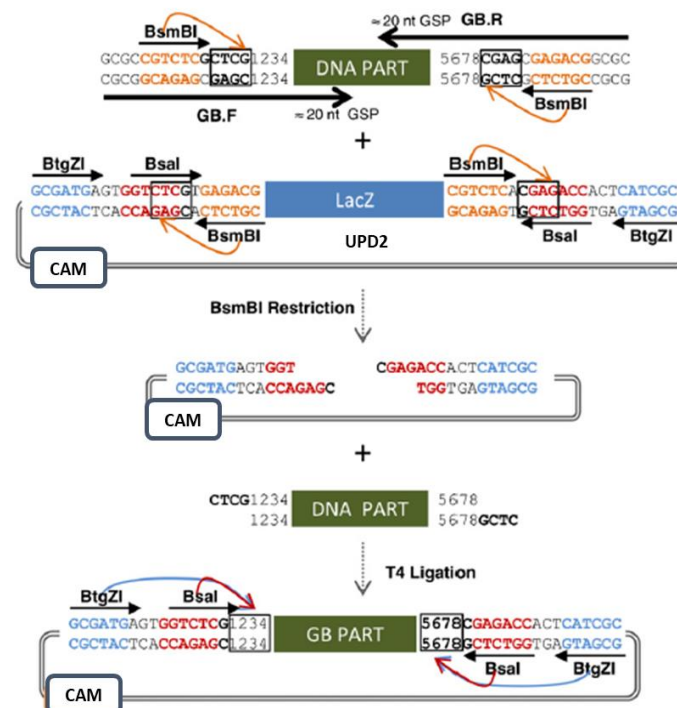 ≈20 nt GSP GB.R
BsmBI
GCGCCGTCTCGCTCG1234 DNA PART 5678CGAGCGAGACGGCGC
CGCGGCAGAGCGAGC1234 5678GCTCGCTCTGCCGCG
GB.F ≈20 nt GSP BsmBI
+
BtgZI BsaI BsmBI
GCGATGAGTGGTCTCGTGAGACG LacZ CGTCTCACGAGACCACTCATCGC
CGCTACTCACCAGAGCACTCTGC GCAGAGTGCTCTGGTGAGTAGCG
BsmBI UPD2 BsaI BtgZI
CAM
BsmBI Restriction
GCGATGAGTGGT CGAGACCACTCATCGC
CGCTACTCACCAGAGC TGGTGAGTAGCG
CAM
+
CTCG1234 DNA PART 5678
1234 5678GCTC
T4 Ligation
BtgZI BsaI
GCGATGAGTGGTCTCG1234 GB PART 5678CGAGACCACTCATCGC
CGCTACTCACCAGAGC1234 5678GCTCTGGTGAGTAGCG
BsaI BtgZI
CAM